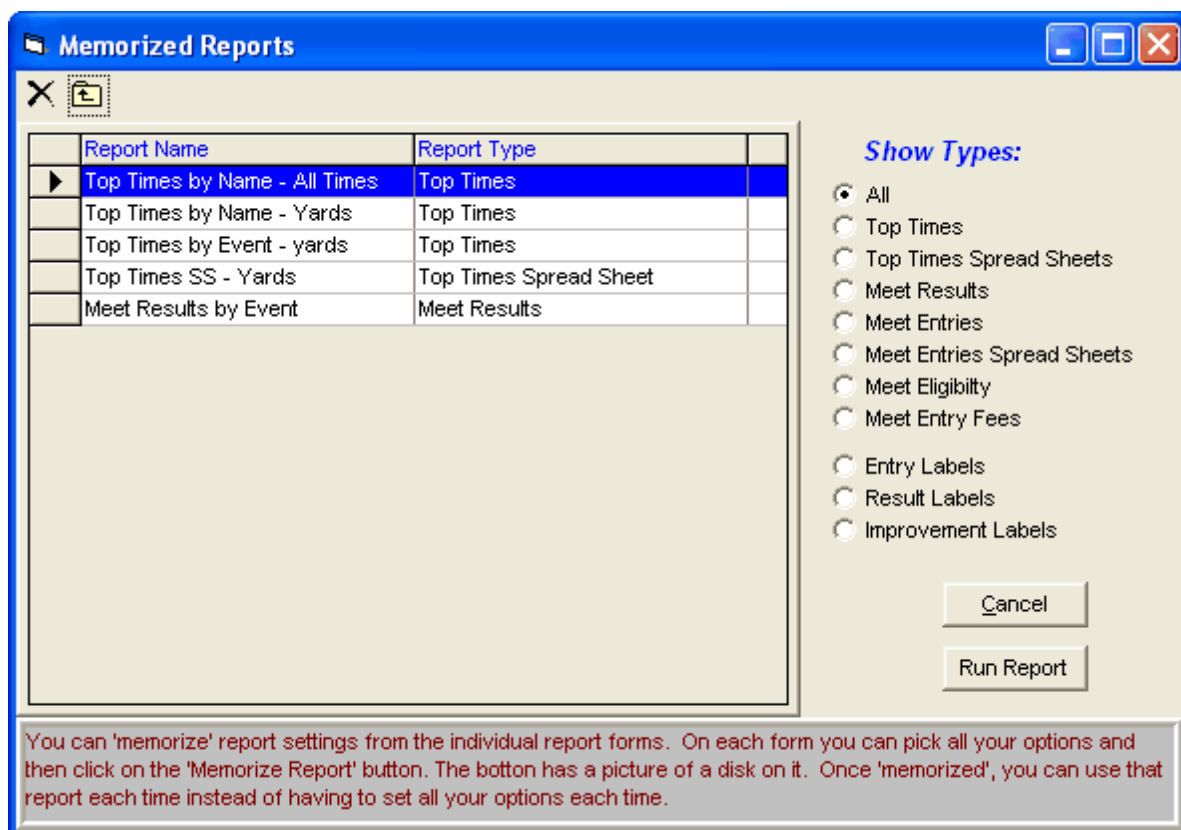 Memorized Reports
Report Name Report Type
Top Times by Name - All Times Top Times
Top Times by Name - Yards Top Times
Top Times by Event - yards Top Times
Top Times SS - Yards Top Times Spread Sheet
Meet Results by Event Meet Results
Show Types:
All
Top Times
Top Times Spread Sheets
Meet Results
Meet Entries
Meet Entries Spread Sheets
Meet Eligibilty
Meet Entry Fees
Entry Labels
Result Labels
Improvement Labels
Cancel
Run Report
You can 'memorize' report settings from the individual report forms.  On each form you can pick all your options and
then click on the 'Memorize Report' button. The botton has a picture of a disk on it.  Once 'memorized', you can use that
report each time instead of having to set all your options each time.